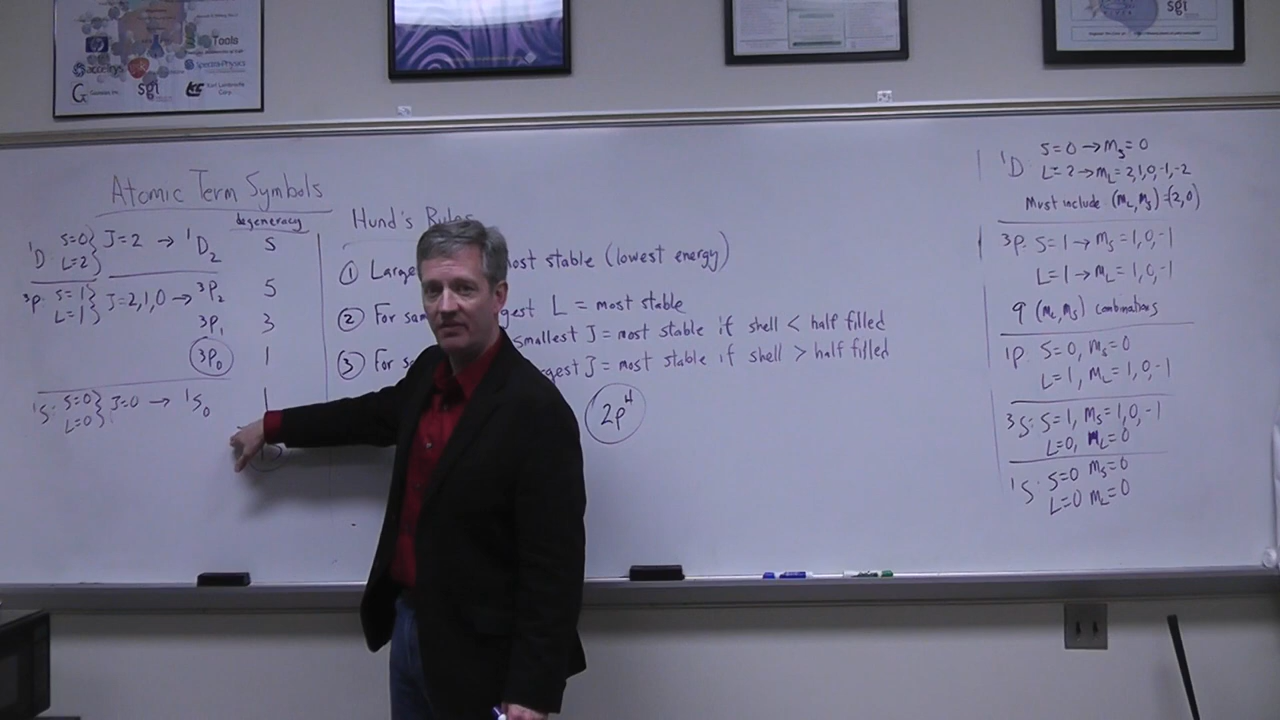 Tools
accelrys
Spectra-Physics
sgi
sgi
Atomic Term Symbols
degeneracy
¹D: S=0 L=2} J=2 → ¹D₂ 5
³P: S=1 L=1} J=2,1,0 → ³P₂ 5
³P₁ 3
³P₀ 1
¹S: S=0 L=0} J=0 → ¹S₀ 1
Hund's Rules
① Large ost stable (lowest energy)
② For sam gest L = most stable
③ For s smallest J = most stable if shell < half filled
gest J = most stable if shell > half filled
2p⁴
¹D: S=0 → Ms=0
L=2 → ML=2,1,0,-1,-2
Must include (ML,Ms)=(2,0)
³P: S=1 → Ms=1,0,-1
L=1 → ML=1,0,-1
9 (ML,Ms) combinations
¹P: S=0, Ms=0
L=1, ML=1,0,-1
³S: S=1, Ms=1,0,-1
L=0, ML=0
¹S: S=0 Ms=0
L=0 ML=0